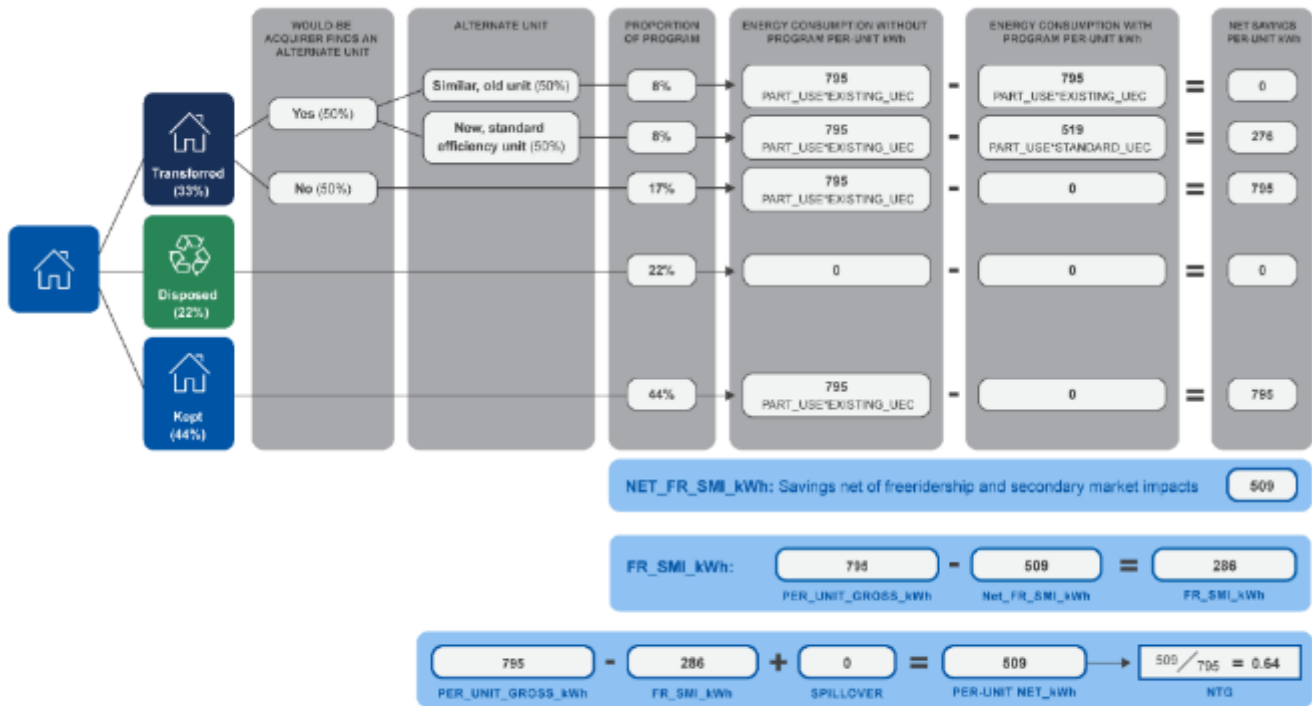 WOULD-BE
ACQUIRER FINDS AN
ALTERNATE UNIT
ALTERNATE UNIT
PROPORTION
OF PROGRAM
ENERGY CONSUMPTION WITHOUT
PROGRAM PER-UNIT kWh
ENERGY CONSUMPTION WITH
PROGRAM PER-UNIT kWh
NET SAVINGS
PER-UNIT kWh
Transferred
(33%)
Yes (50%)
Similar, old unit (50%)
8%
795
PART_USE*EXISTING_UEC
-
795
PART_USE*EXISTING_UEC
=
0
New, standard
efficiency unit (50%)
8%
795
PART_USE*EXISTING_UEC
-
519
PART_USE*STANDARD_UEC
=
276
No (50%)
17%
795
PART_USE*EXISTING_UEC
-
0
=
795
Disposed
(22%)
22%
0
-
0
=
0
Kept
(44%)
44%
795
PART_USE*EXISTING_UEC
-
0
=
795
NET_FR_SMI_kWh: Savings net of freeridership and secondary market impacts
509
FR_SMI_kWh:
795 - 509 = 286
PER_UNIT_GROSS_kWh Net_FR_SMI_kWh FR_SMI_kWh
795 - 286 + 0 = 509 509/795 = 0.64
PER_UNIT_GROSS_kWh FR_SMI_kWh SPILLOVER PER-UNIT NET_kWh NTG